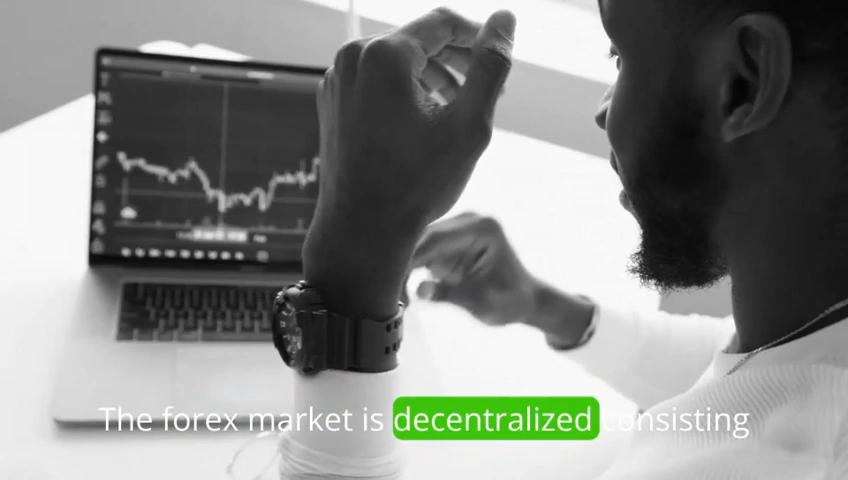 The forex market is decentralized consisting